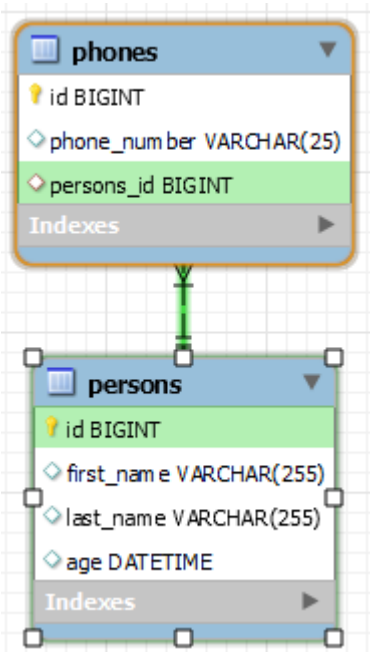 phones
id BIGINT
phone_number VARCHAR(25)
persons_id BIGINT
Indexes
persons
id BIGINT
first_name VARCHAR(255)
last_name VARCHAR(255)
age DATETIME
Indexes